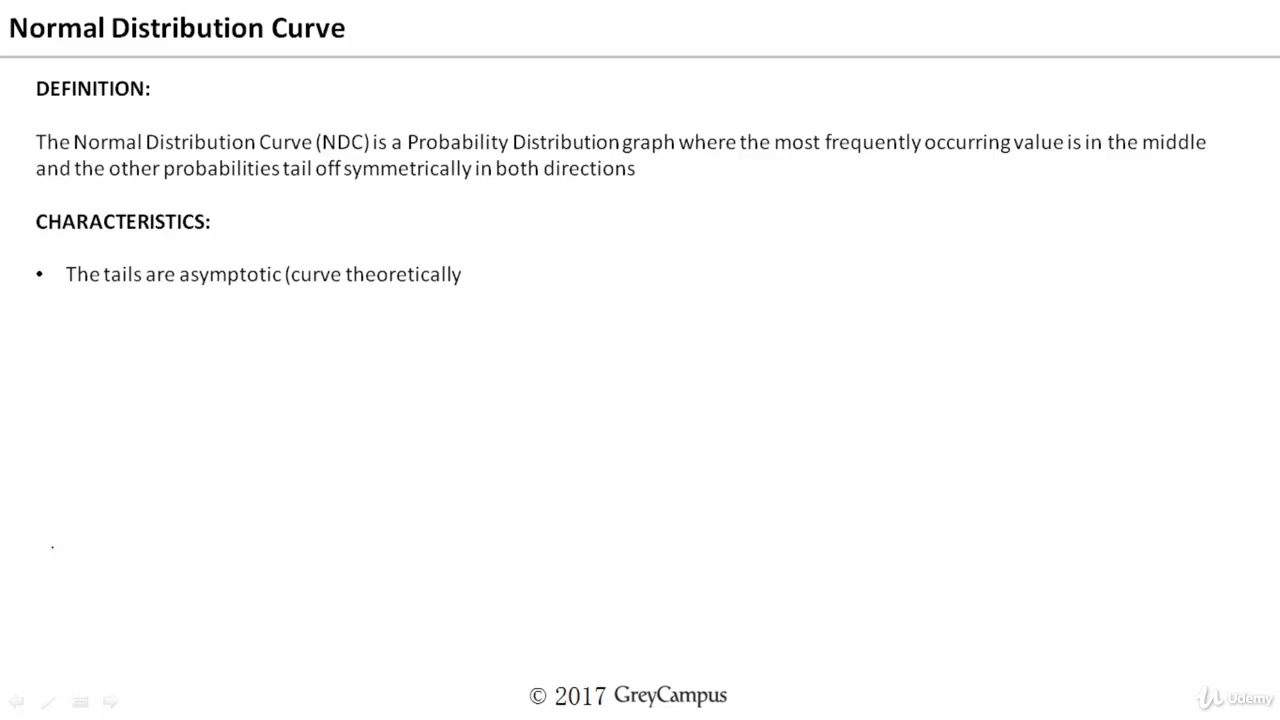 Normal Distribution Curve
DEFINITION:
The Normal Distribution Curve (NDC) is a Probability Distribution graph where the most frequently occurring value is in the middle
and the other probabilities tail off symmetrically in both directions
CHARACTERISTICS:
• The tails are asymptotic (curve theoretically
.
© 2017 GreyCampus
Udemy